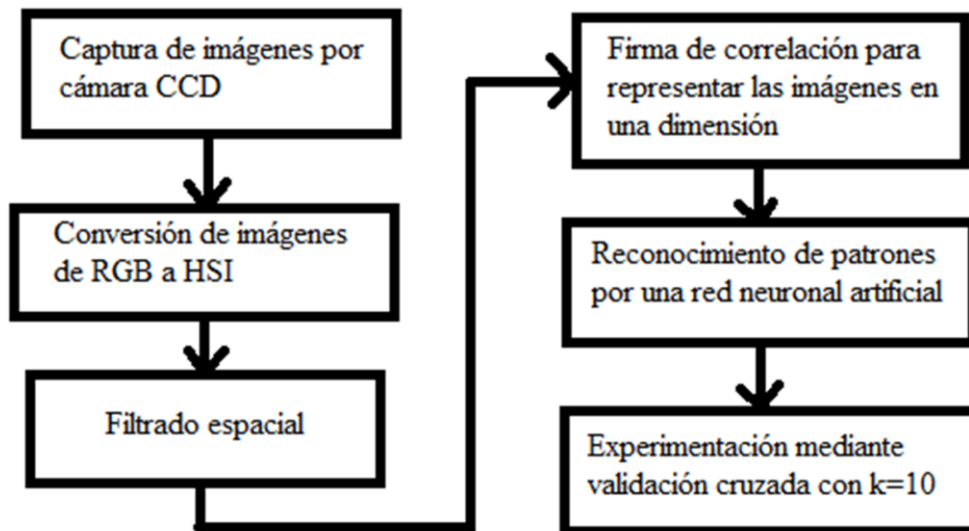 Captura de imágenes por
cámara CCD
Conversión de imágenes
de RGB a HSI
Filtrado espacial
Firma de correlación para
representar las imágenes en
una dimensión
Reconocimiento de patrones
por una red neuronal artificial
Experimentación mediante
validación cruzada con k=10